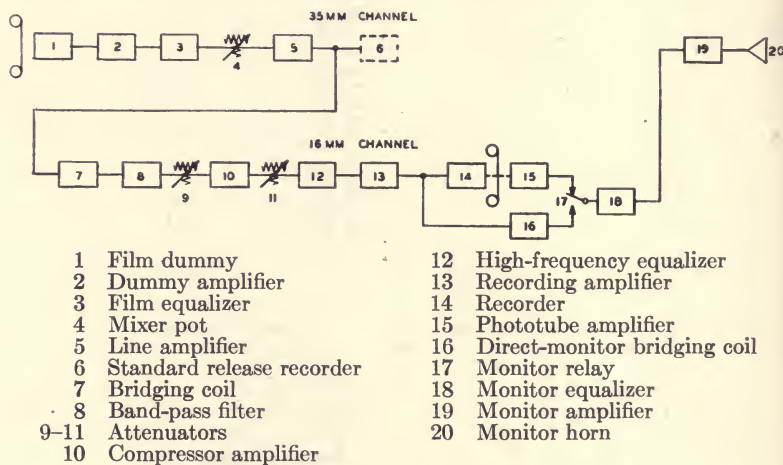 35MM CHANNEL
1 2 3 4 5 6
19 20
16MM CHANNEL
7 8 9 10 11 12 13 14 15 16 17 18
1 Film dummy
2 Dummy amplifier
3 Film equalizer
4 Mixer pot
5 Line amplifier
6 Standard release recorder
7 Bridging coil
8 Band-pass filter
9–11 Attenuators
10 Compressor amplifier
12 High-frequency equalizer
13 Recording amplifier
14 Recorder
15 Phototube amplifier
16 Direct-monitor bridging coil
17 Monitor relay
18 Monitor equalizer
19 Monitor amplifier
20 Monitor horn